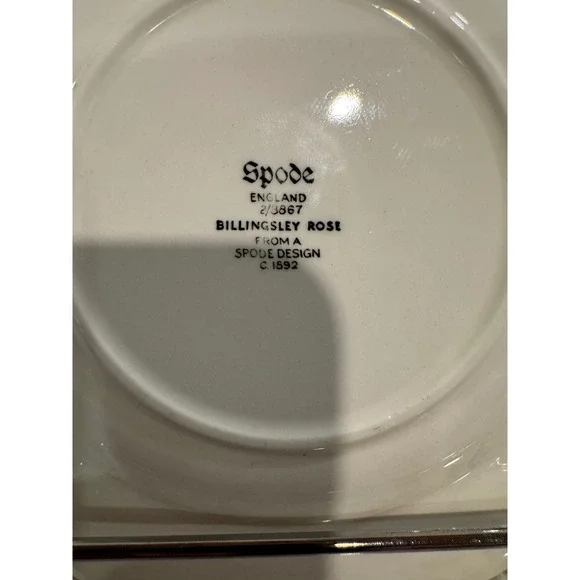 Spode
ENGLAND
2/8867
BILLINGSLEY ROSE
FROM A
SPODE DESIGN
C. 1892